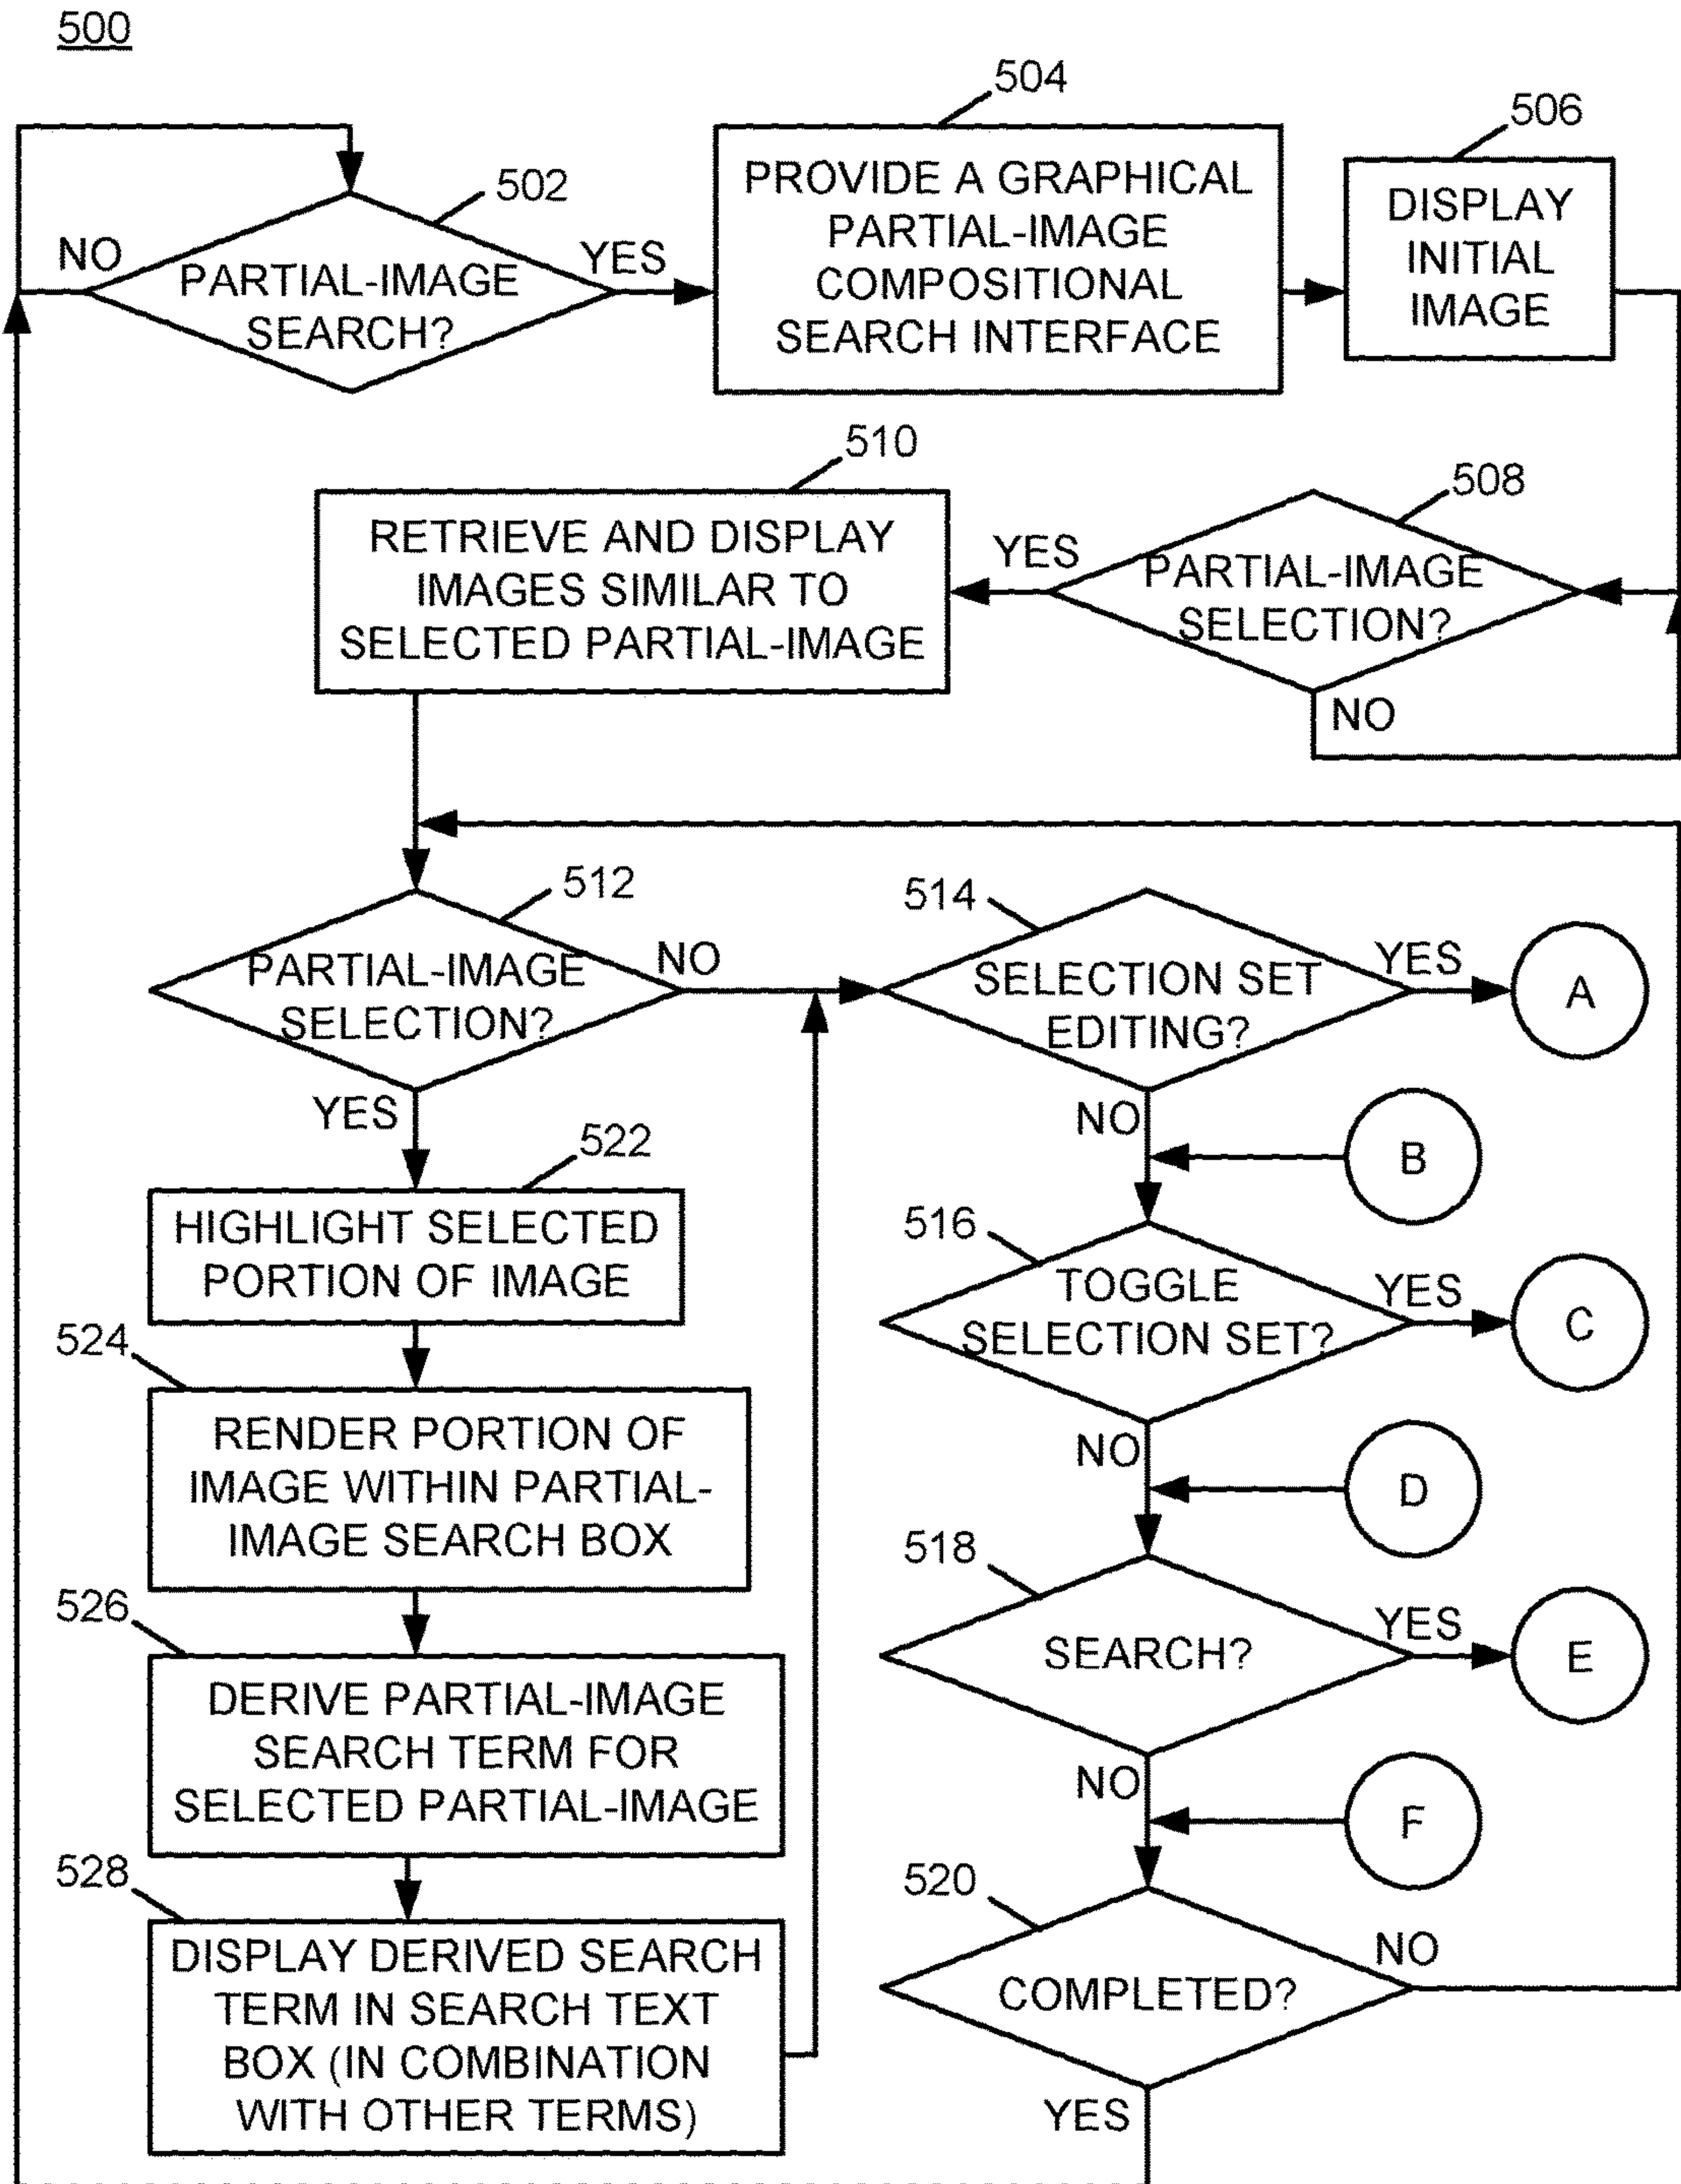 500
504
506
502
NO
YES
PARTIAL-IMAGE
SEARCH?
PROVIDE A GRAPHICAL
PARTIAL-IMAGE
COMPOSITIONAL
SEARCH INTERFACE
DISPLAY
INITIAL
IMAGE
510
508
RETRIEVE AND DISPLAY
IMAGES SIMILAR TO
SELECTED PARTIAL-IMAGE
YES
PARTIAL-IMAGE
SELECTION?
NO
512
PARTIAL-IMAGE
SELECTION?
NO
YES
514
SELECTION SET
EDITING?
YES
A
NO
B
522
HIGHLIGHT SELECTED
PORTION OF IMAGE
516
TOGGLE
SELECTION SET?
YES
C
NO
D
524
RENDER PORTION OF
IMAGE WITHIN PARTIAL-
IMAGE SEARCH BOX
518
SEARCH?
YES
E
NO
F
526
DERIVE PARTIAL-IMAGE
SEARCH TERM FOR
SELECTED PARTIAL-IMAGE
528
DISPLAY DERIVED SEARCH
TERM IN SEARCH TEXT
BOX (IN COMBINATION
WITH OTHER TERMS)
520
COMPLETED?
NO
YES